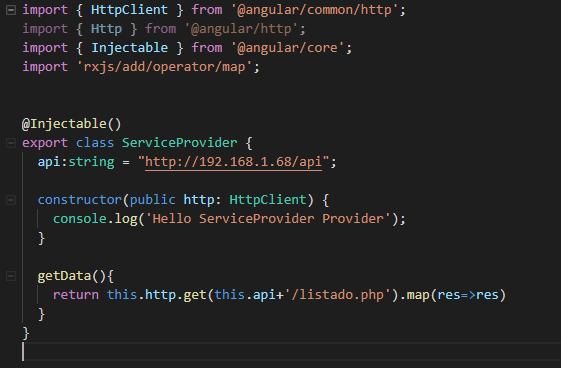 import { HttpClient } from '@angular/common/http';
import { Http } from '@angular/http';
import { Injectable } from '@angular/core';
import 'rxjs/add/operator/map';
@Injectable()
export class ServiceProvider {
api:string = "http://192.168.1.68/api";
constructor(public http: HttpClient) {
console.log('Hello ServiceProvider Provider');
}
getData(){
return this.http.get(this.api+'/listado.php').map(res=>res)
}
}